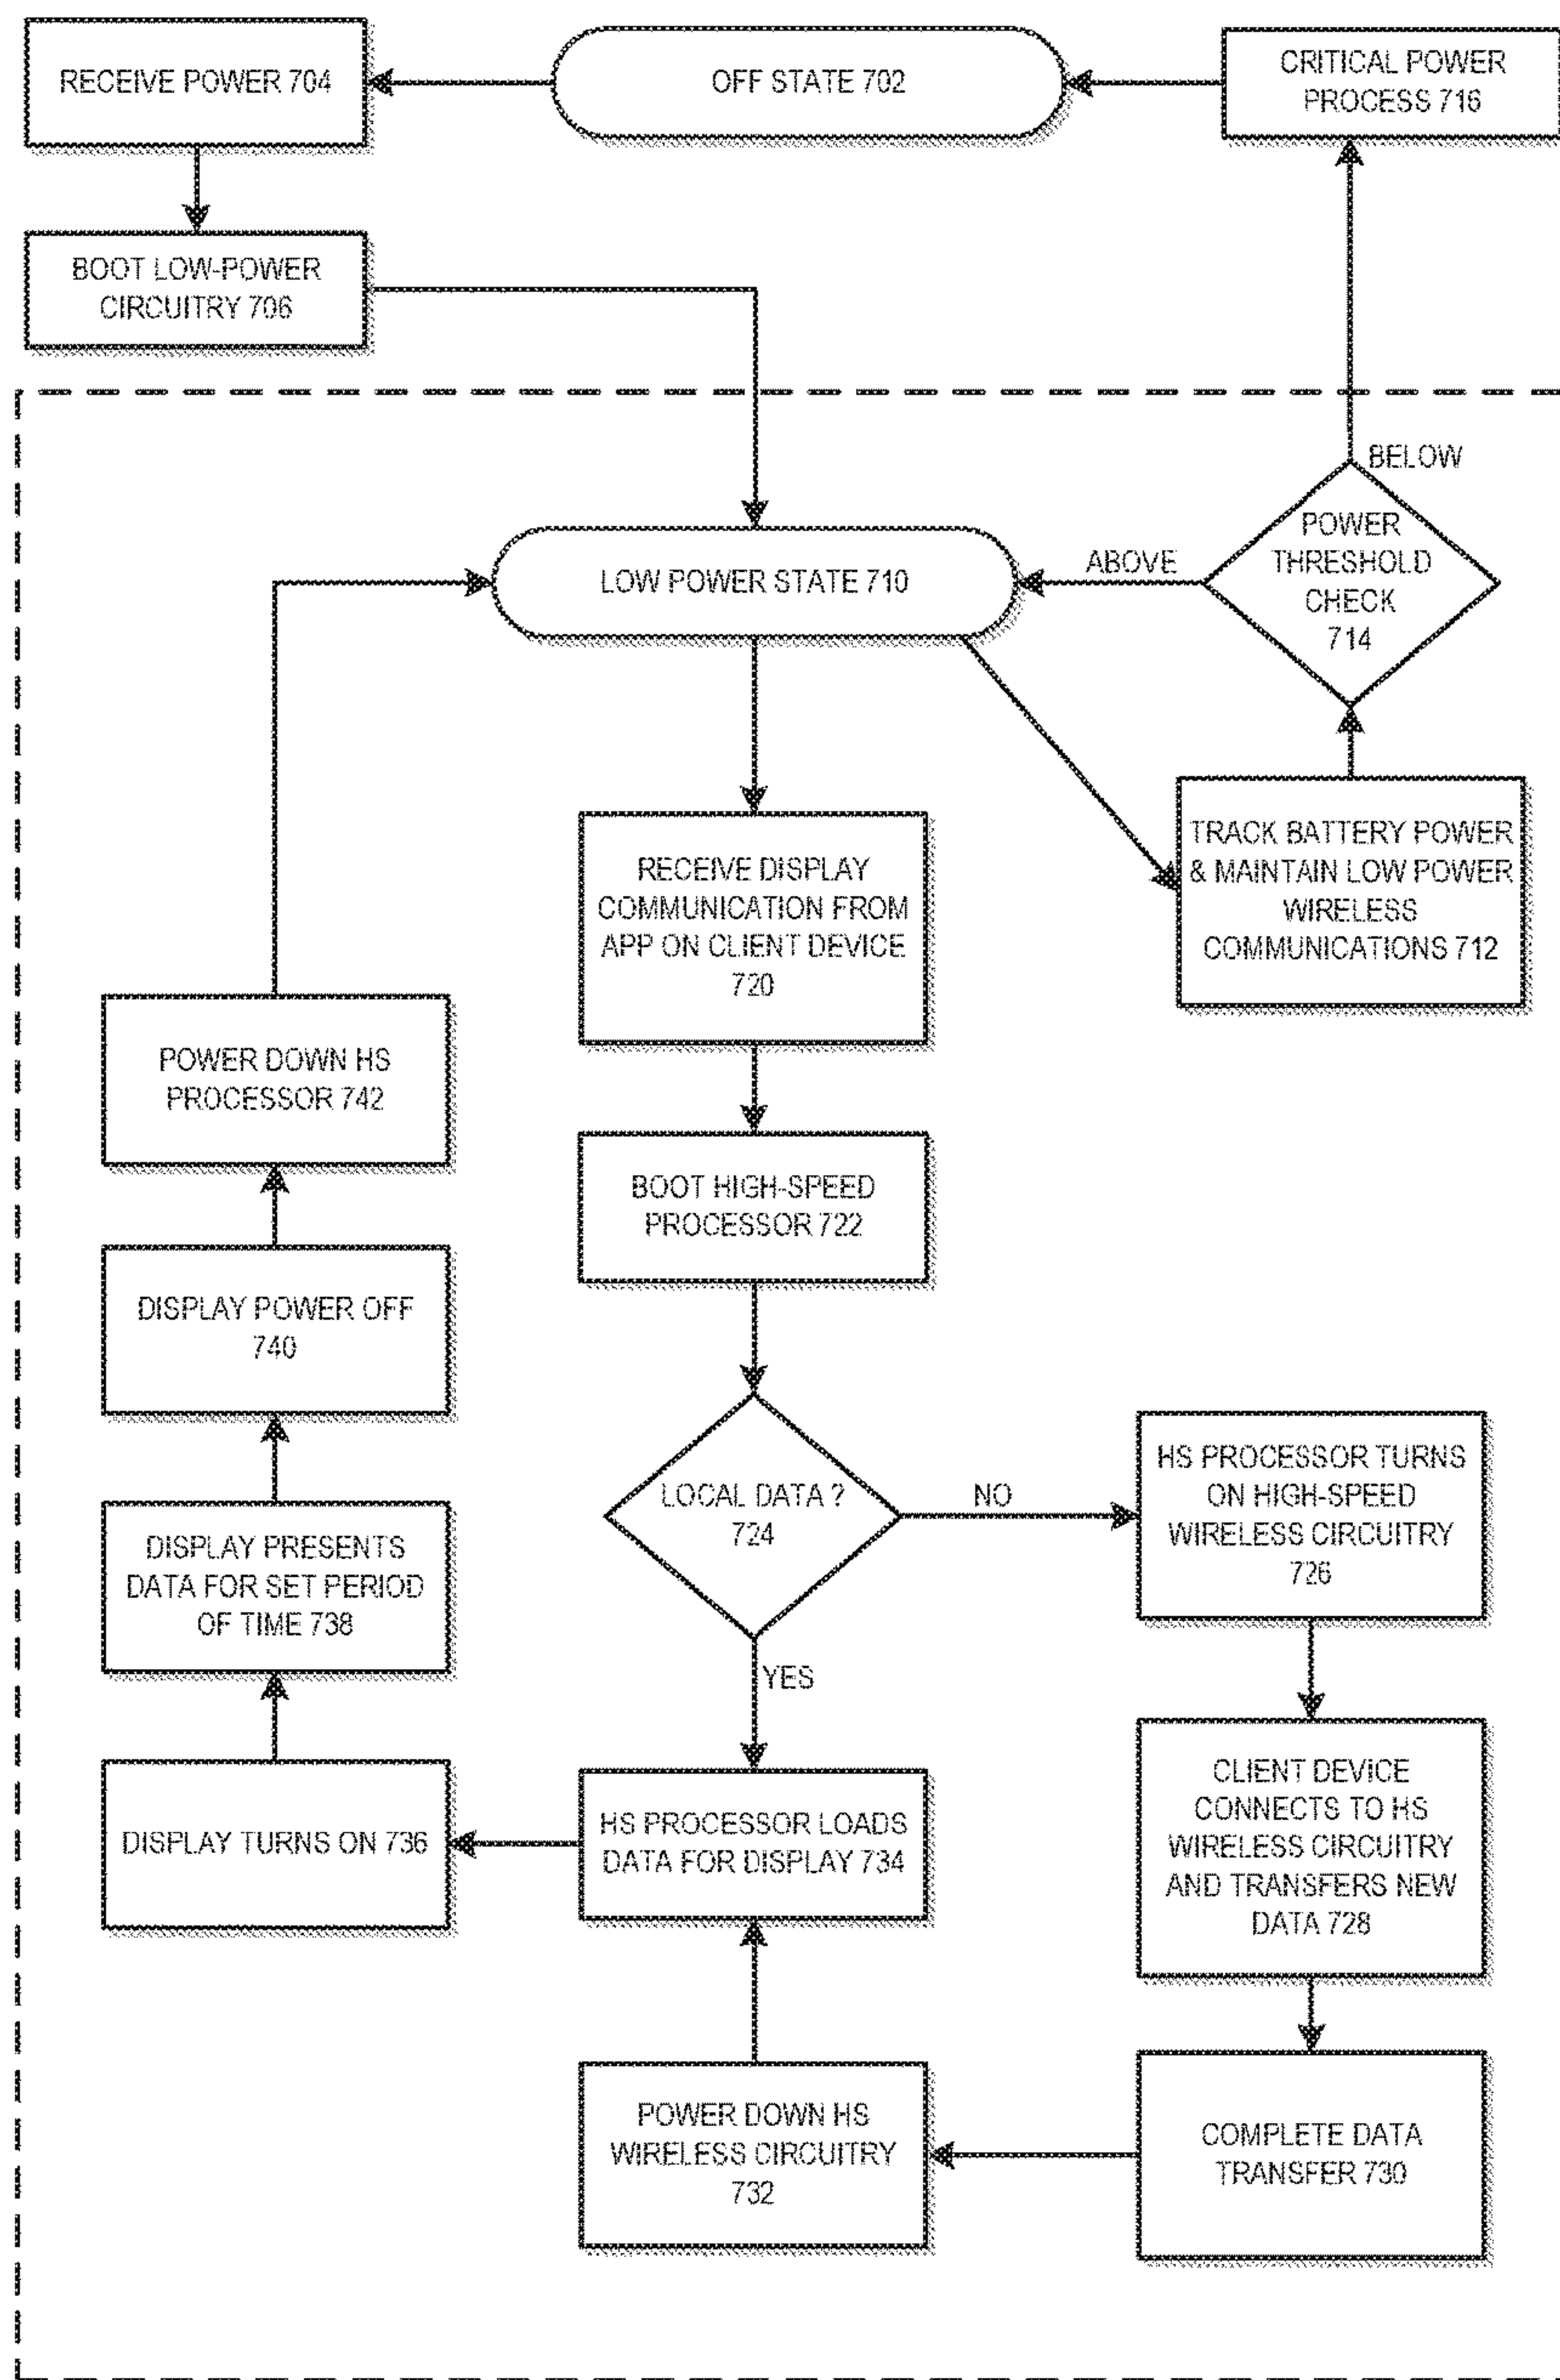 RECEIVE POWER 704
OFF STATE 702
CRITICAL POWER
PROCESS 716
BOOT LOW-POWER
CIRCUITRY 706
BELOW
POWER
THRESHOLD
CHECK
714
ABOVE
LOW POWER STATE 710
TRACK BATTERY POWER
& MAINTAIN LOW POWER
WIRELESS
COMMUNICATIONS 712
RECEIVE DISPLAY
COMMUNICATION FROM
APP ON CLIENT DEVICE
720
POWER DOWN HS
PROCESSOR 742
BOOT HIGH-SPEED
PROCESSOR 722
DISPLAY POWER OFF
740
LOCAL DATA ?
724
NO
HS PROCESSOR TURNS
ON HIGH-SPEED
WIRELESS CIRCUITRY
726
DISPLAY PRESENTS
DATA FOR SET PERIOD
OF TIME 738
YES
CLIENT DEVICE
CONNECTS TO HS
WIRELESS CIRCUITRY
AND TRANSFERS NEW
DATA 728
DISPLAY TURNS ON 736
HS PROCESSOR LOADS
DATA FOR DISPLAY 734
POWER DOWN HS
WIRELESS CIRCUITRY
732
COMPLETE DATA
TRANSFER 730